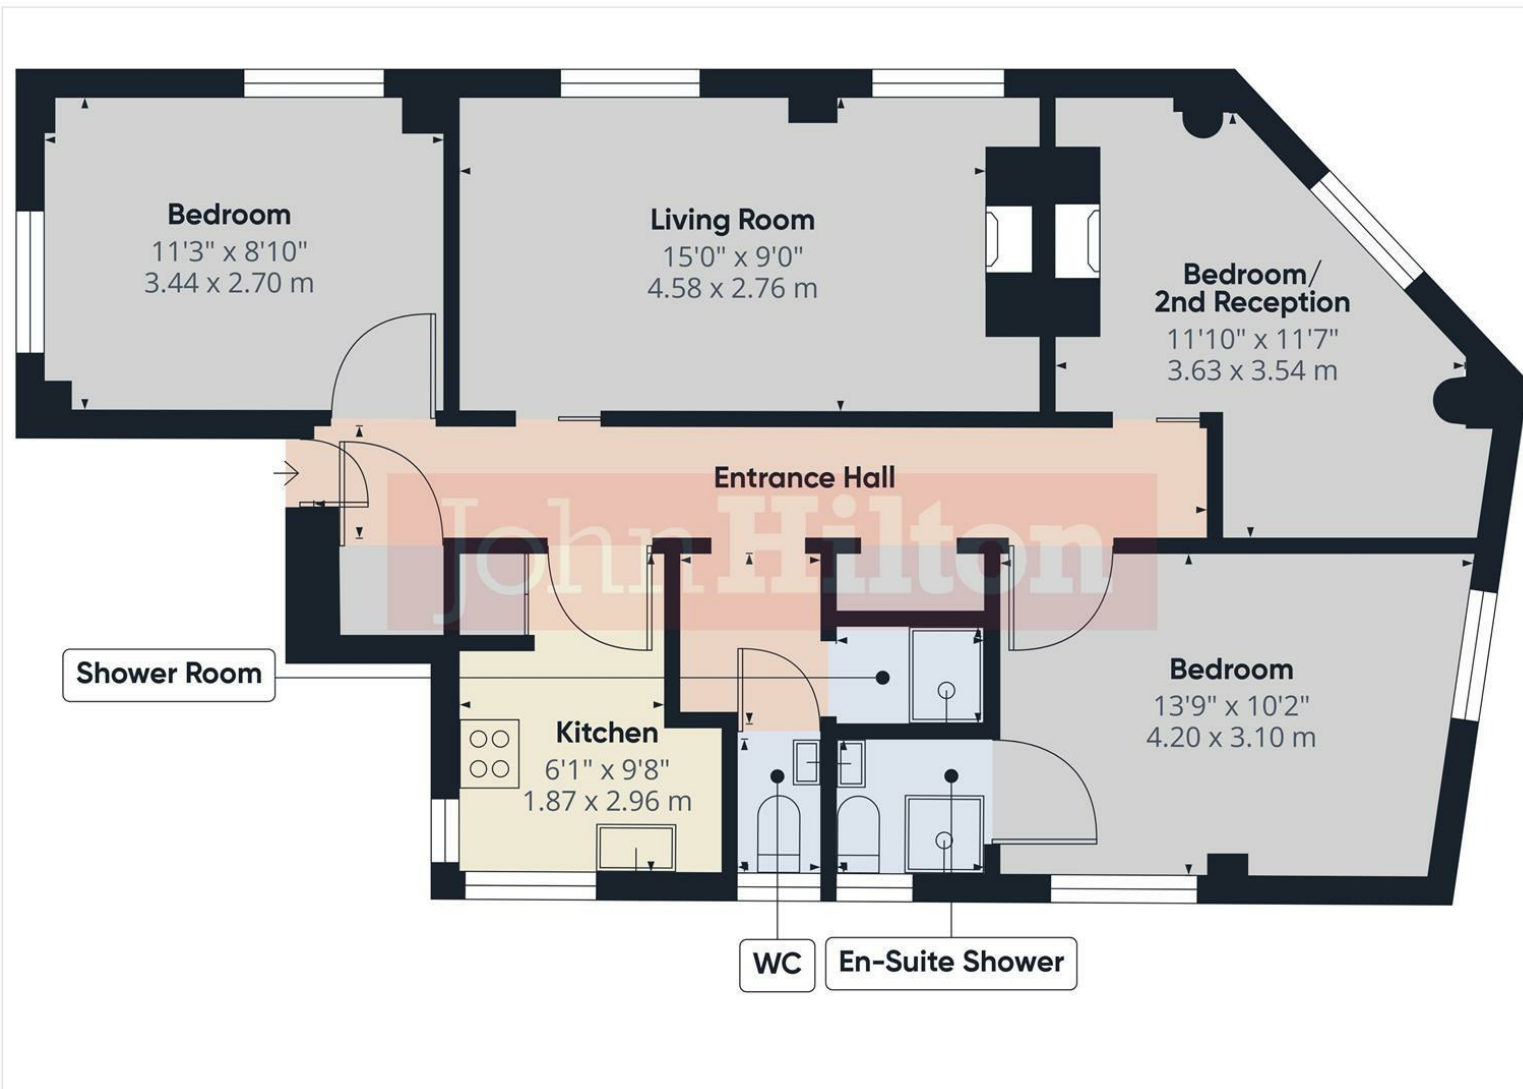 Bedroom
11'3" x 8'10"
3.44 x 2.70 m
Living Room
15'0" x 9'0"
4.58 x 2.76 m
Bedroom/
2nd Reception
11'10" x 11'7"
3.63 x 3.54 m
Entrance Hall
John Hilton
Shower Room
Kitchen
6'1" x 9'8"
1.87 x 2.96 m
Bedroom
13'9" x 10'2"
4.20 x 3.10 m
WC
En-Suite Shower